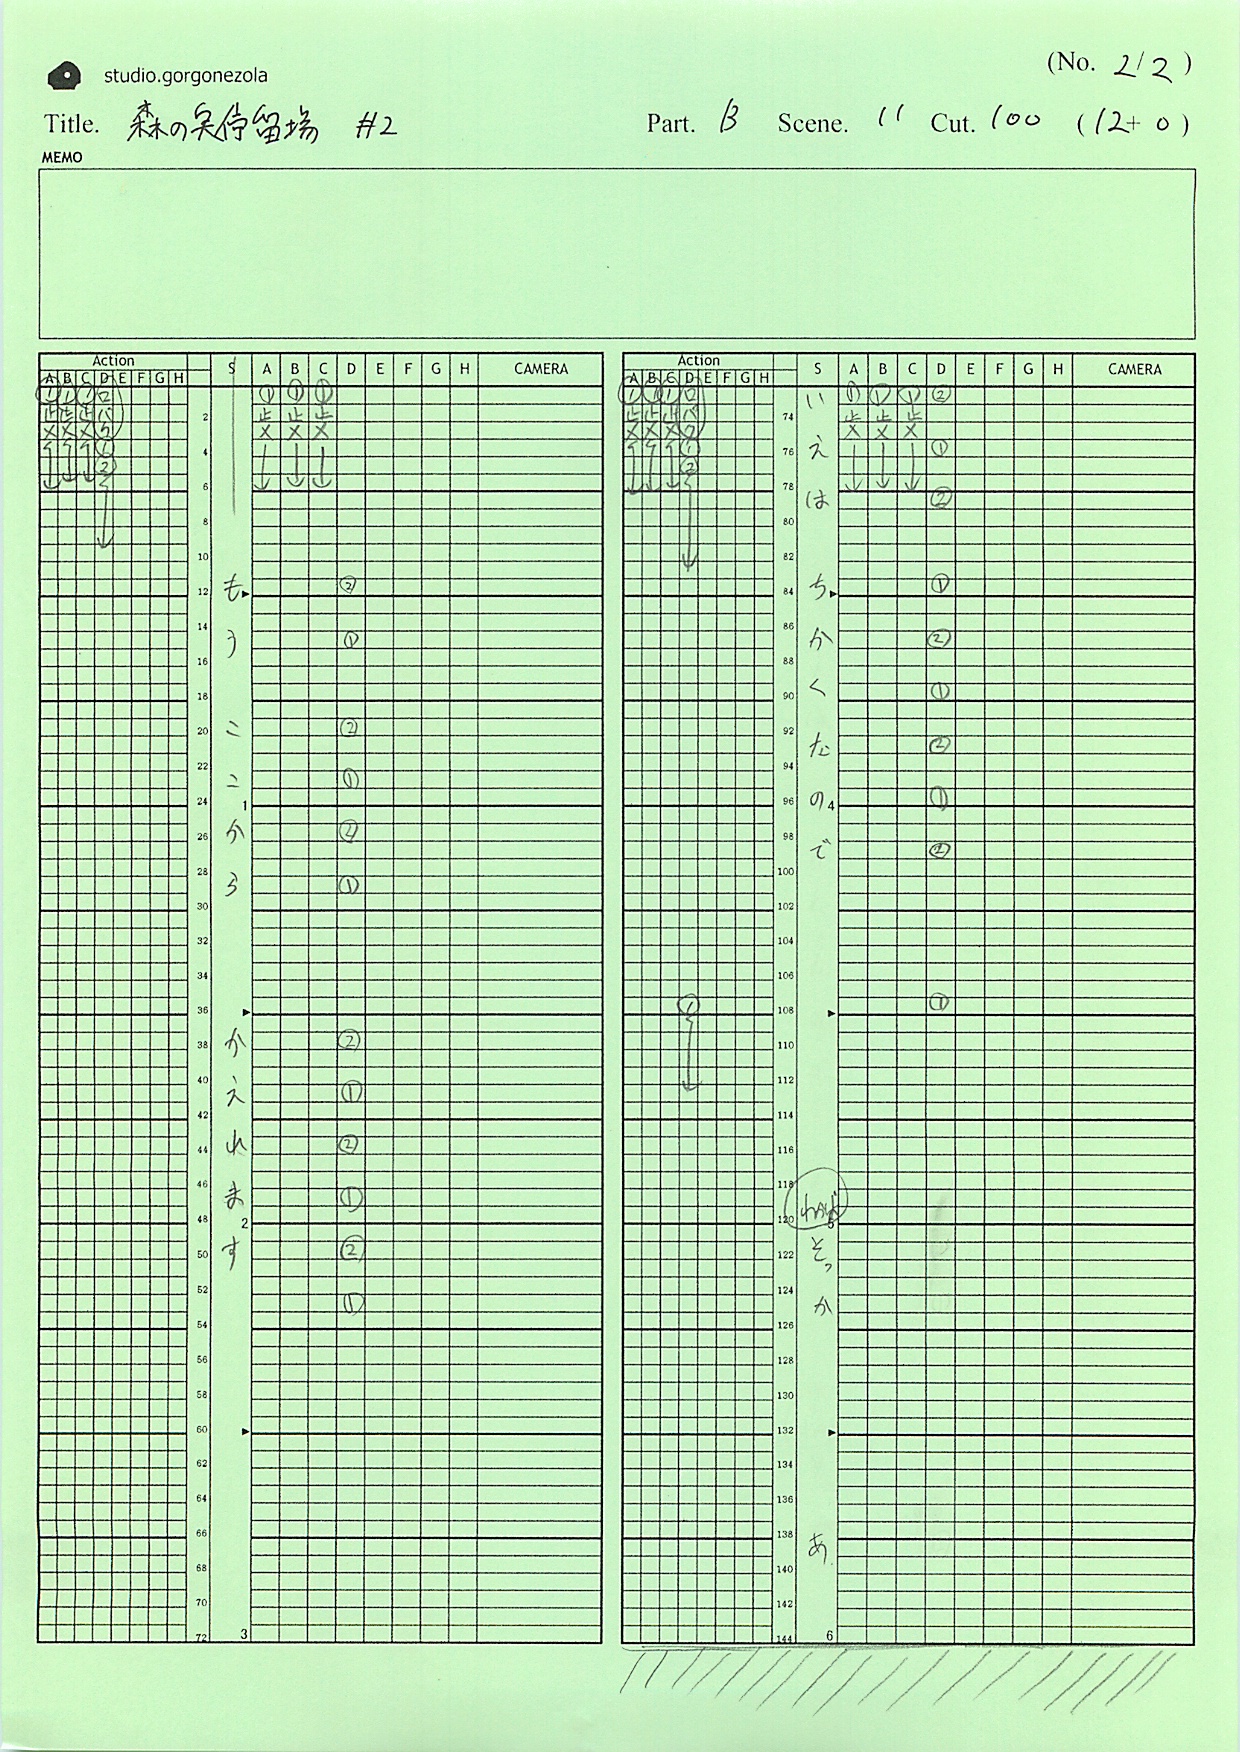 (No. 2/2)
studio.gorgonezola
Title. 森の矢停留場 #2 Part. B Scene. 11 Cut. 100 (12+0)
MEMO
Action
A B C D E F G H S A B C D E F G H CAMERA
① ① ① ロパク ① ① ①
止 止 止 止 止 止
× × × × × ×
①
②
2
4
6
8
10
12 も ②
14 う ①
16
18
20 こ ②
22 こ ①
24 1
26 か ②
28 ら ①
30
32
34
36
38 か ②
40 え ①
42
44 れ ②
46 ま ①
48 2
50 す ②
52 ①
54
56
58
60
62
64
66
68
70
72 3
Action
A B C D E F G H S A B C D E F G H CAMERA
① ① ① ロパク い ① ① ① ②
74 止 止 止 止 止 止
× × × × × ×
①
76 え ①
②
78 は ②
80
82
84 ち ①
86 か ②
88
90 く ①
92 な ②
94
96 の 4 ①
98 で ②
100
102
104
106
108 ① ①
110
112
114
116
118
120 5
122 そっ
124 か
126
128
130
132
134
136
138 あ
140
142
144 6